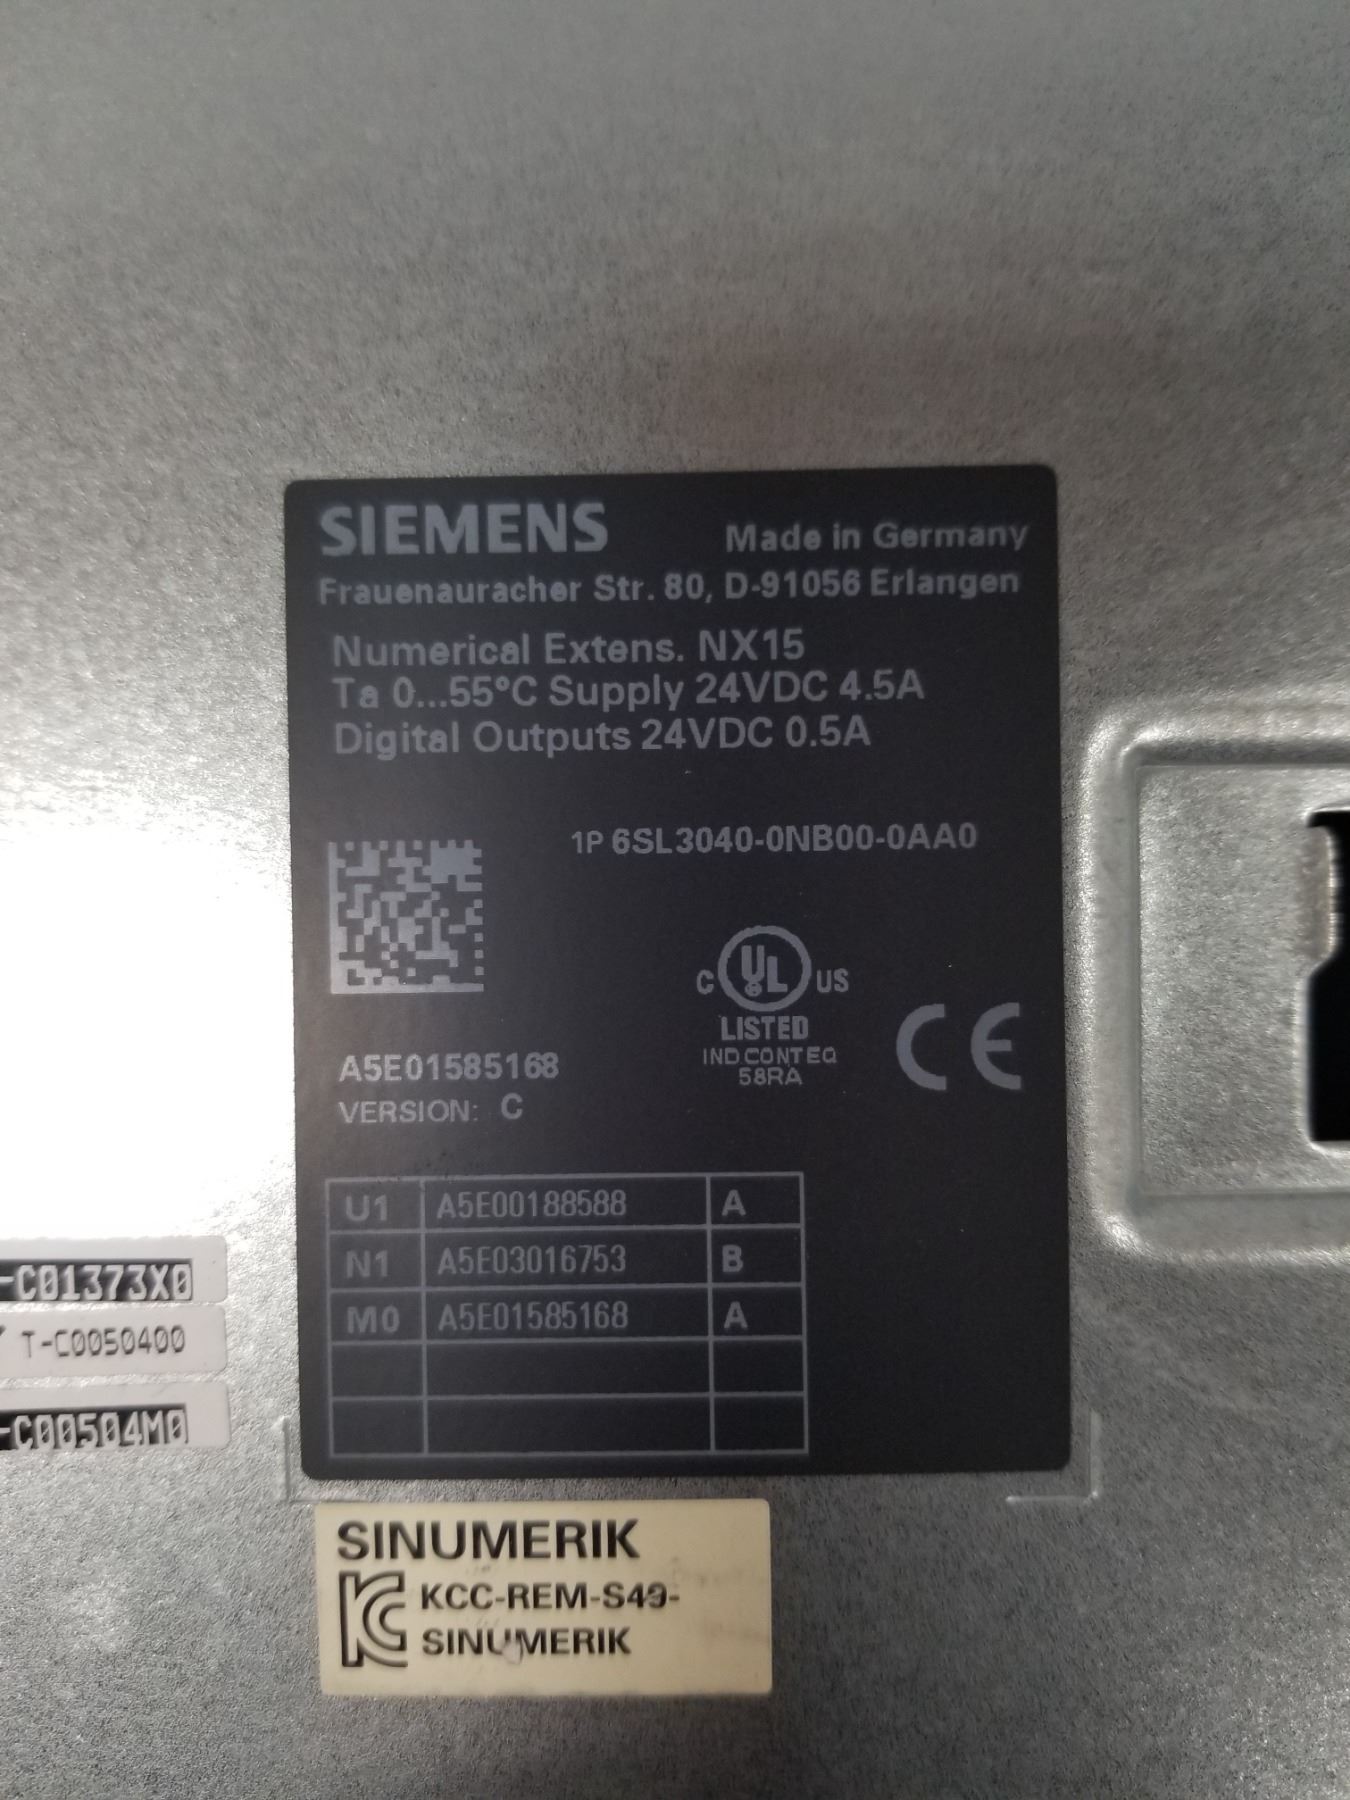 SIEMENS Made in Germany
Frauenauracher Str. 80, D-91056 Erlangen
Numerical Extens. NX15
Ta 0...55°C Supply 24VDC 4.5A
Digital Outputs 24VDC 0.5A
1P 6SL3040-0NB00-0AA0
C UL US
LISTED
IND.CONT.EQ
58RA
CE
A5E01585168
VERSION: C
U1 A5E00188588 A
N1 A5E03016753 B
M0 A5E01585168 A
-C01373X0
T-C0050400
-C00504M0
SINUMERIK
KCC-REM-S49-
SINUMERIK